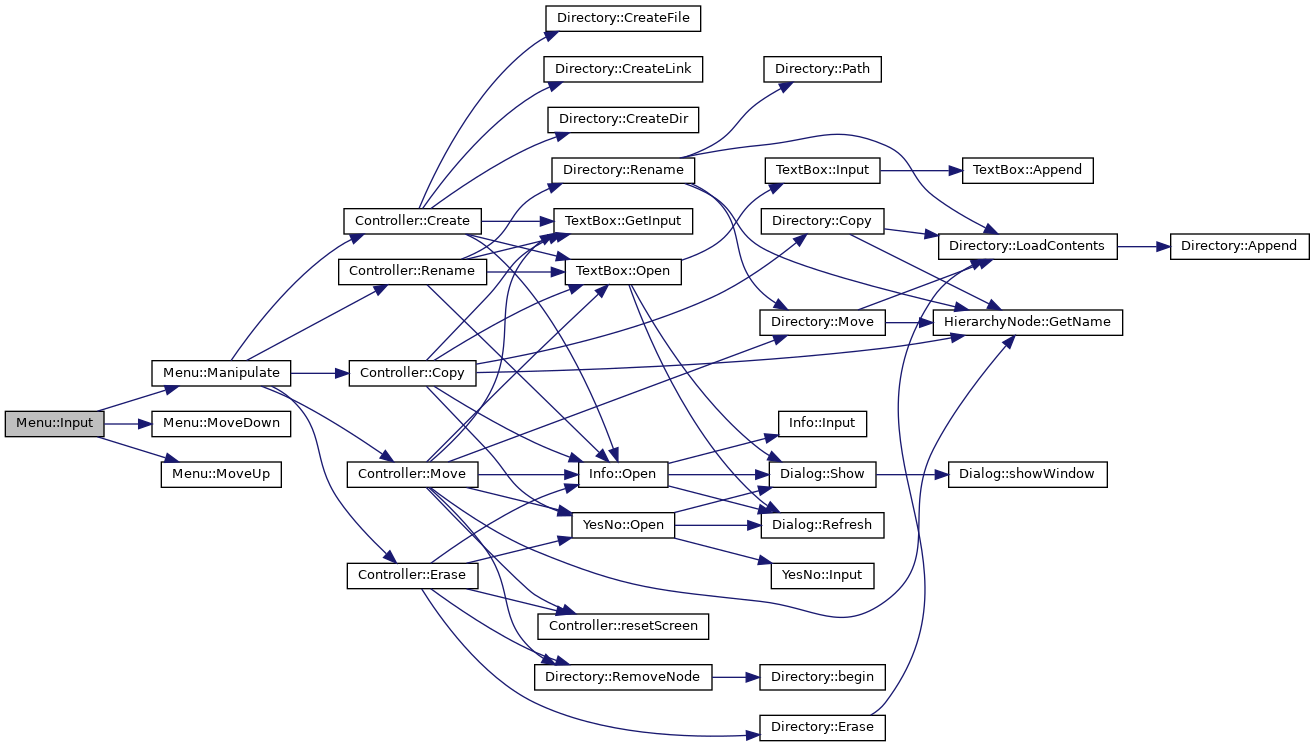 Directory::CreateFile
Directory::CreateLink
Directory::Path
Directory::CreateDir
Directory::Rename
TextBox::Input
TextBox::Append
Controller::Create
TextBox::GetInput
Directory::Copy
Directory::LoadContents
Directory::Append
Controller::Rename
TextBox::Open
Directory::Move
HierarchyNode::GetName
Menu::Manipulate
Controller::Copy
Menu::Input
Menu::MoveDown
Info::Input
Menu::MoveUp
Controller::Move
Info::Open
Dialog::Show
Dialog::showWindow
YesNo::Open
Dialog::Refresh
Controller::Erase
YesNo::Input
Controller::resetScreen
Directory::RemoveNode
Directory::begin
Directory::Erase